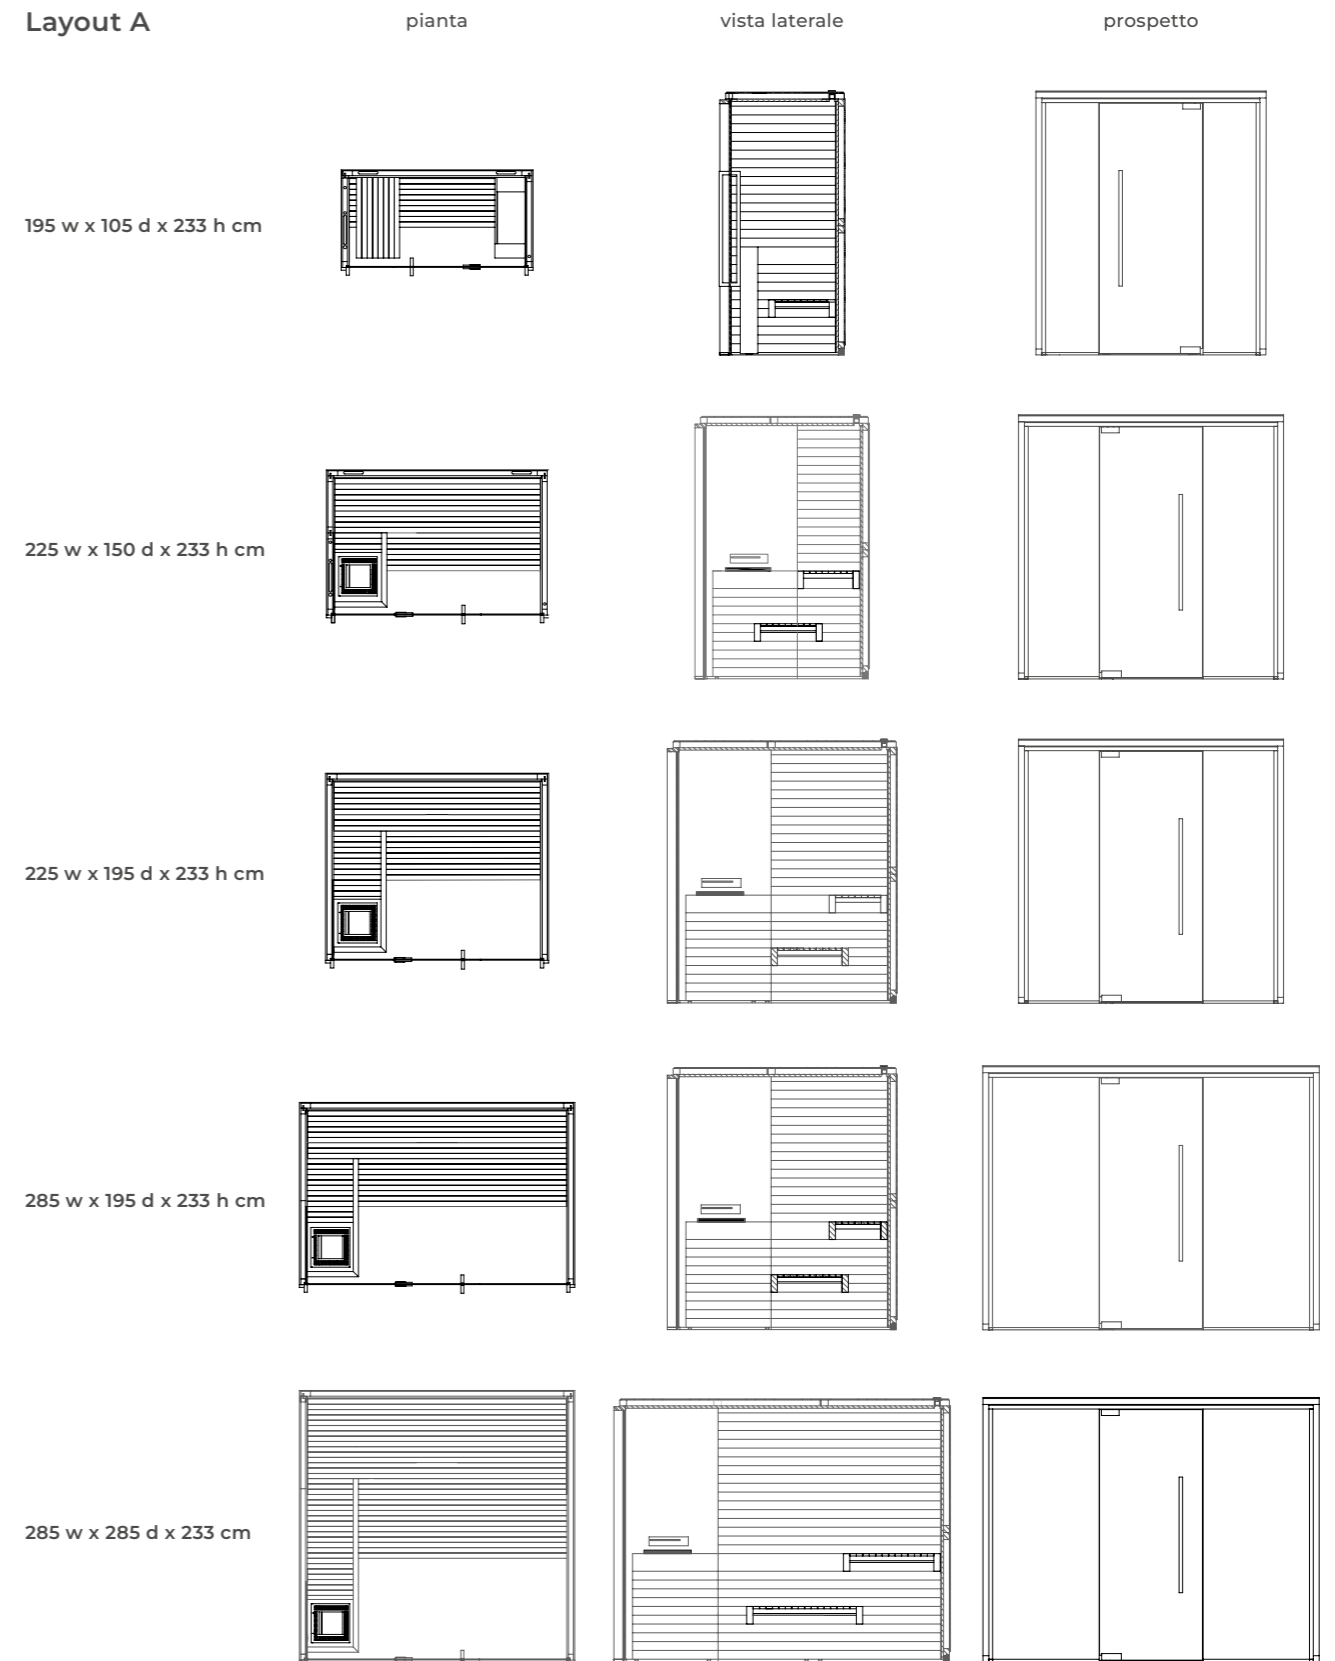 Layout A pianta vista laterale prospetto
195 w x 105 d x 233 h cm
225 w x 150 d x 233 h cm
225 w x 195 d x 233 h cm
285 w x 195 d x 233 h cm
285 w x 285 d x 233 cm